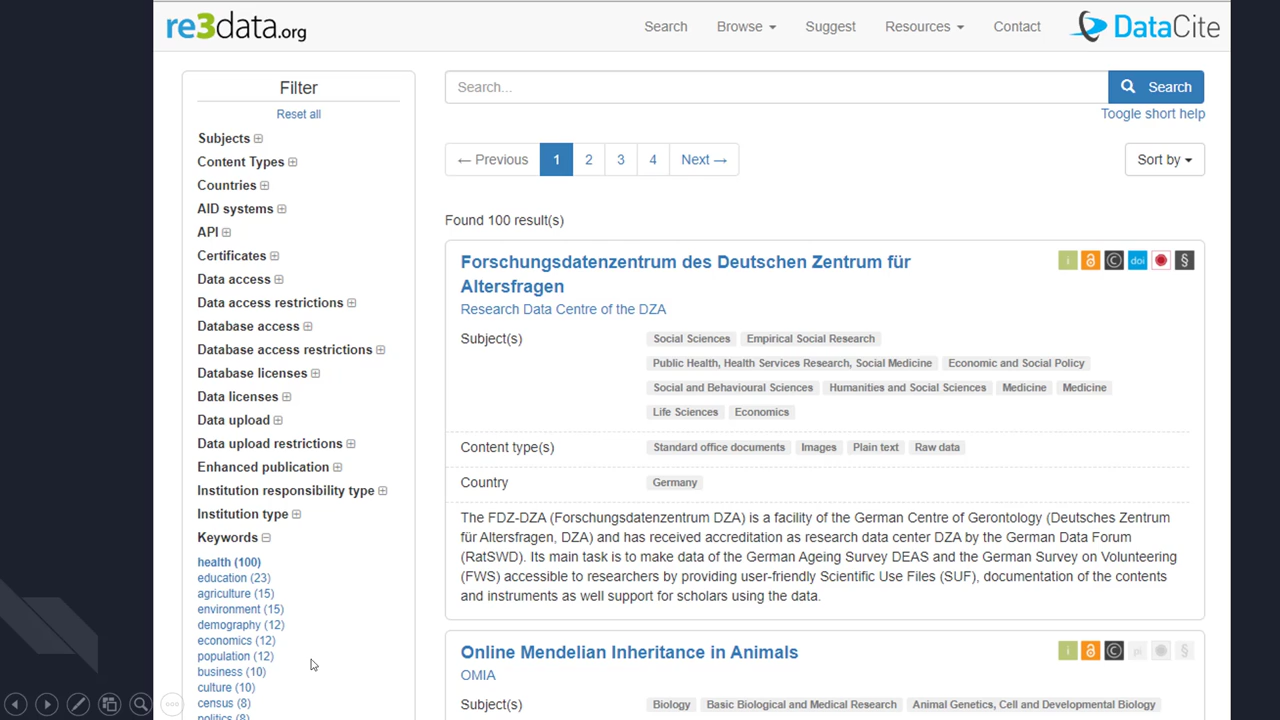 re3data.org
Search
Browse
Suggest
Resources
Contact
DataCite
Filter
Reset all
Subjects
Content Types
Countries
AID systems
API
Certificates
Data access
Data access restrictions
Database access
Database access restrictions
Database licenses
Data licenses
Data upload
Data upload restrictions
Enhanced publication
Institution responsibility type
Institution type
Keywords
health (100)
education (23)
agriculture (15)
environment (15)
demography (12)
economics (12)
population (12)
business (10)
culture (10)
census (8)
politics (8)
Search...
Search
Toogle short help
← Previous 1 2 3 4 Next →
Sort by
Found 100 result(s)
Forschungsdatenzentrum des Deutschen Zentrum für
Altersfragen
i © doi §
Research Data Centre of the DZA
Subject(s)
Social Sciences Empirical Social Research
Public Health, Health Services Research, Social Medicine Economic and Social Policy
Social and Behavioural Sciences Humanities and Social Sciences Medicine Medicine
Life Sciences Economics
Content type(s) Standard office documents Images Plain text Raw data
Country Germany
The FDZ-DZA (Forschungsdatenzentrum DZA) is a facility of the German Centre of Gerontology (Deutsches Zentrum
für Altersfragen, DZA) and has received accreditation as research data center DZA by the German Data Forum
(RatSWD). Its main task is to make data of the German Ageing Survey DEAS and the German Survey on Volunteering
(FWS) accessible to researchers by providing user-friendly Scientific Use Files (SUF), documentation of the contents
and instruments as well support for scholars using the data.
Online Mendelian Inheritance in Animals
i © pi §
OMIA
Subject(s) Biology Basic Biological and Medical Research Animal Genetics, Cell and Developmental Biology